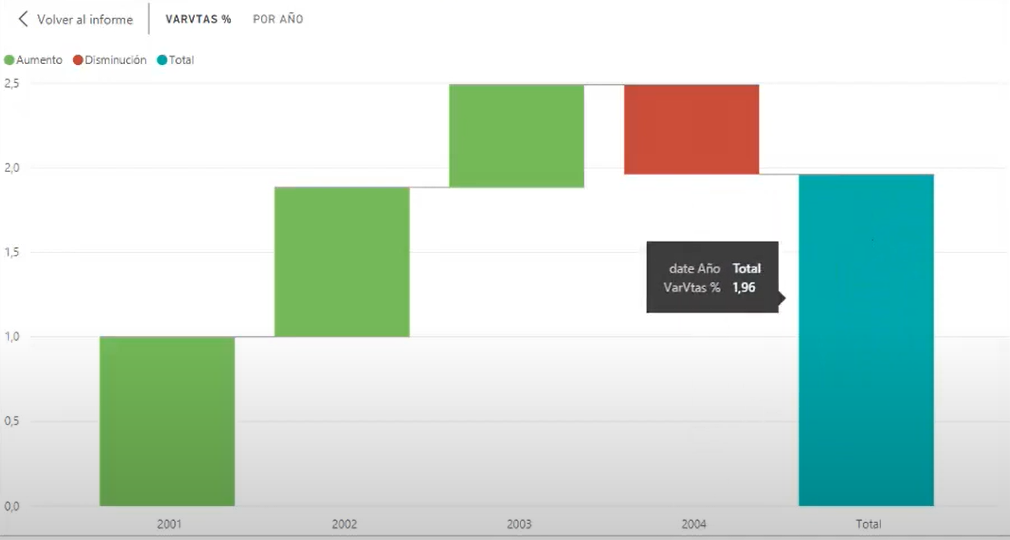 Volver al informe VARVTAS % POR AÑO
Aumento Disminución Total
2,5
2,0
1,5
1,0
0,5
0,0
date Año Total
VarVtas % 1,96
2001 2002 2003 2004 Total